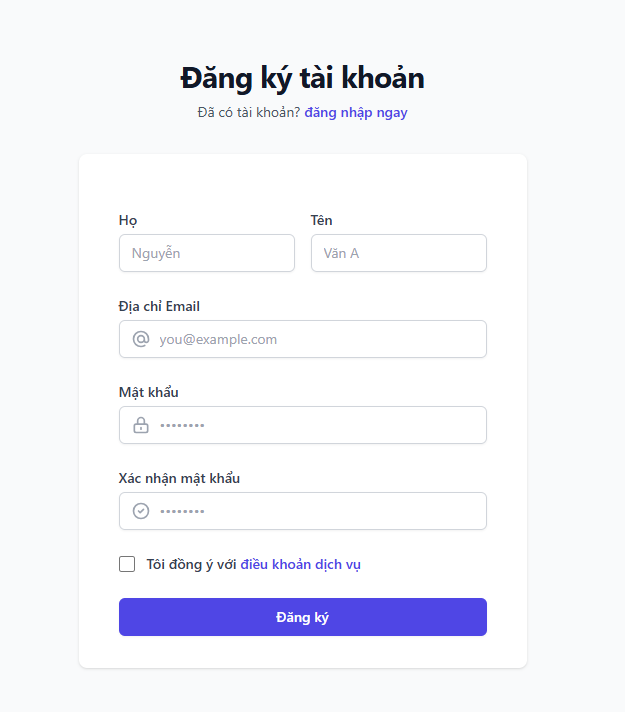 Đăng ký tài khoản
Đã có tài khoản? đăng nhập ngay
Họ Tên
Nguyễn Văn A
Địa chỉ Email
you@example.com
Mật khẩu
••••••••
Xác nhận mật khẩu
••••••••
Tôi đồng ý với điều khoản dịch vụ
Đăng ký